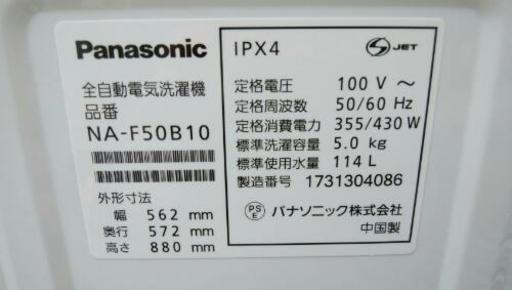 Panasonic
全自動電気洗濯機
品番
NA-F50B10
外形寸法
幅 562 mm
奥行 572 mm
高さ 880 mm
IPX4
S JET
定格電圧 100 V ～
定格周波数 50/60 Hz
定格消費電力 355/430 W
標準洗濯容量 5.0 kg
標準使用水量 114 L
製造番号 1731304086
PSE パナソニック株式会社
中国製